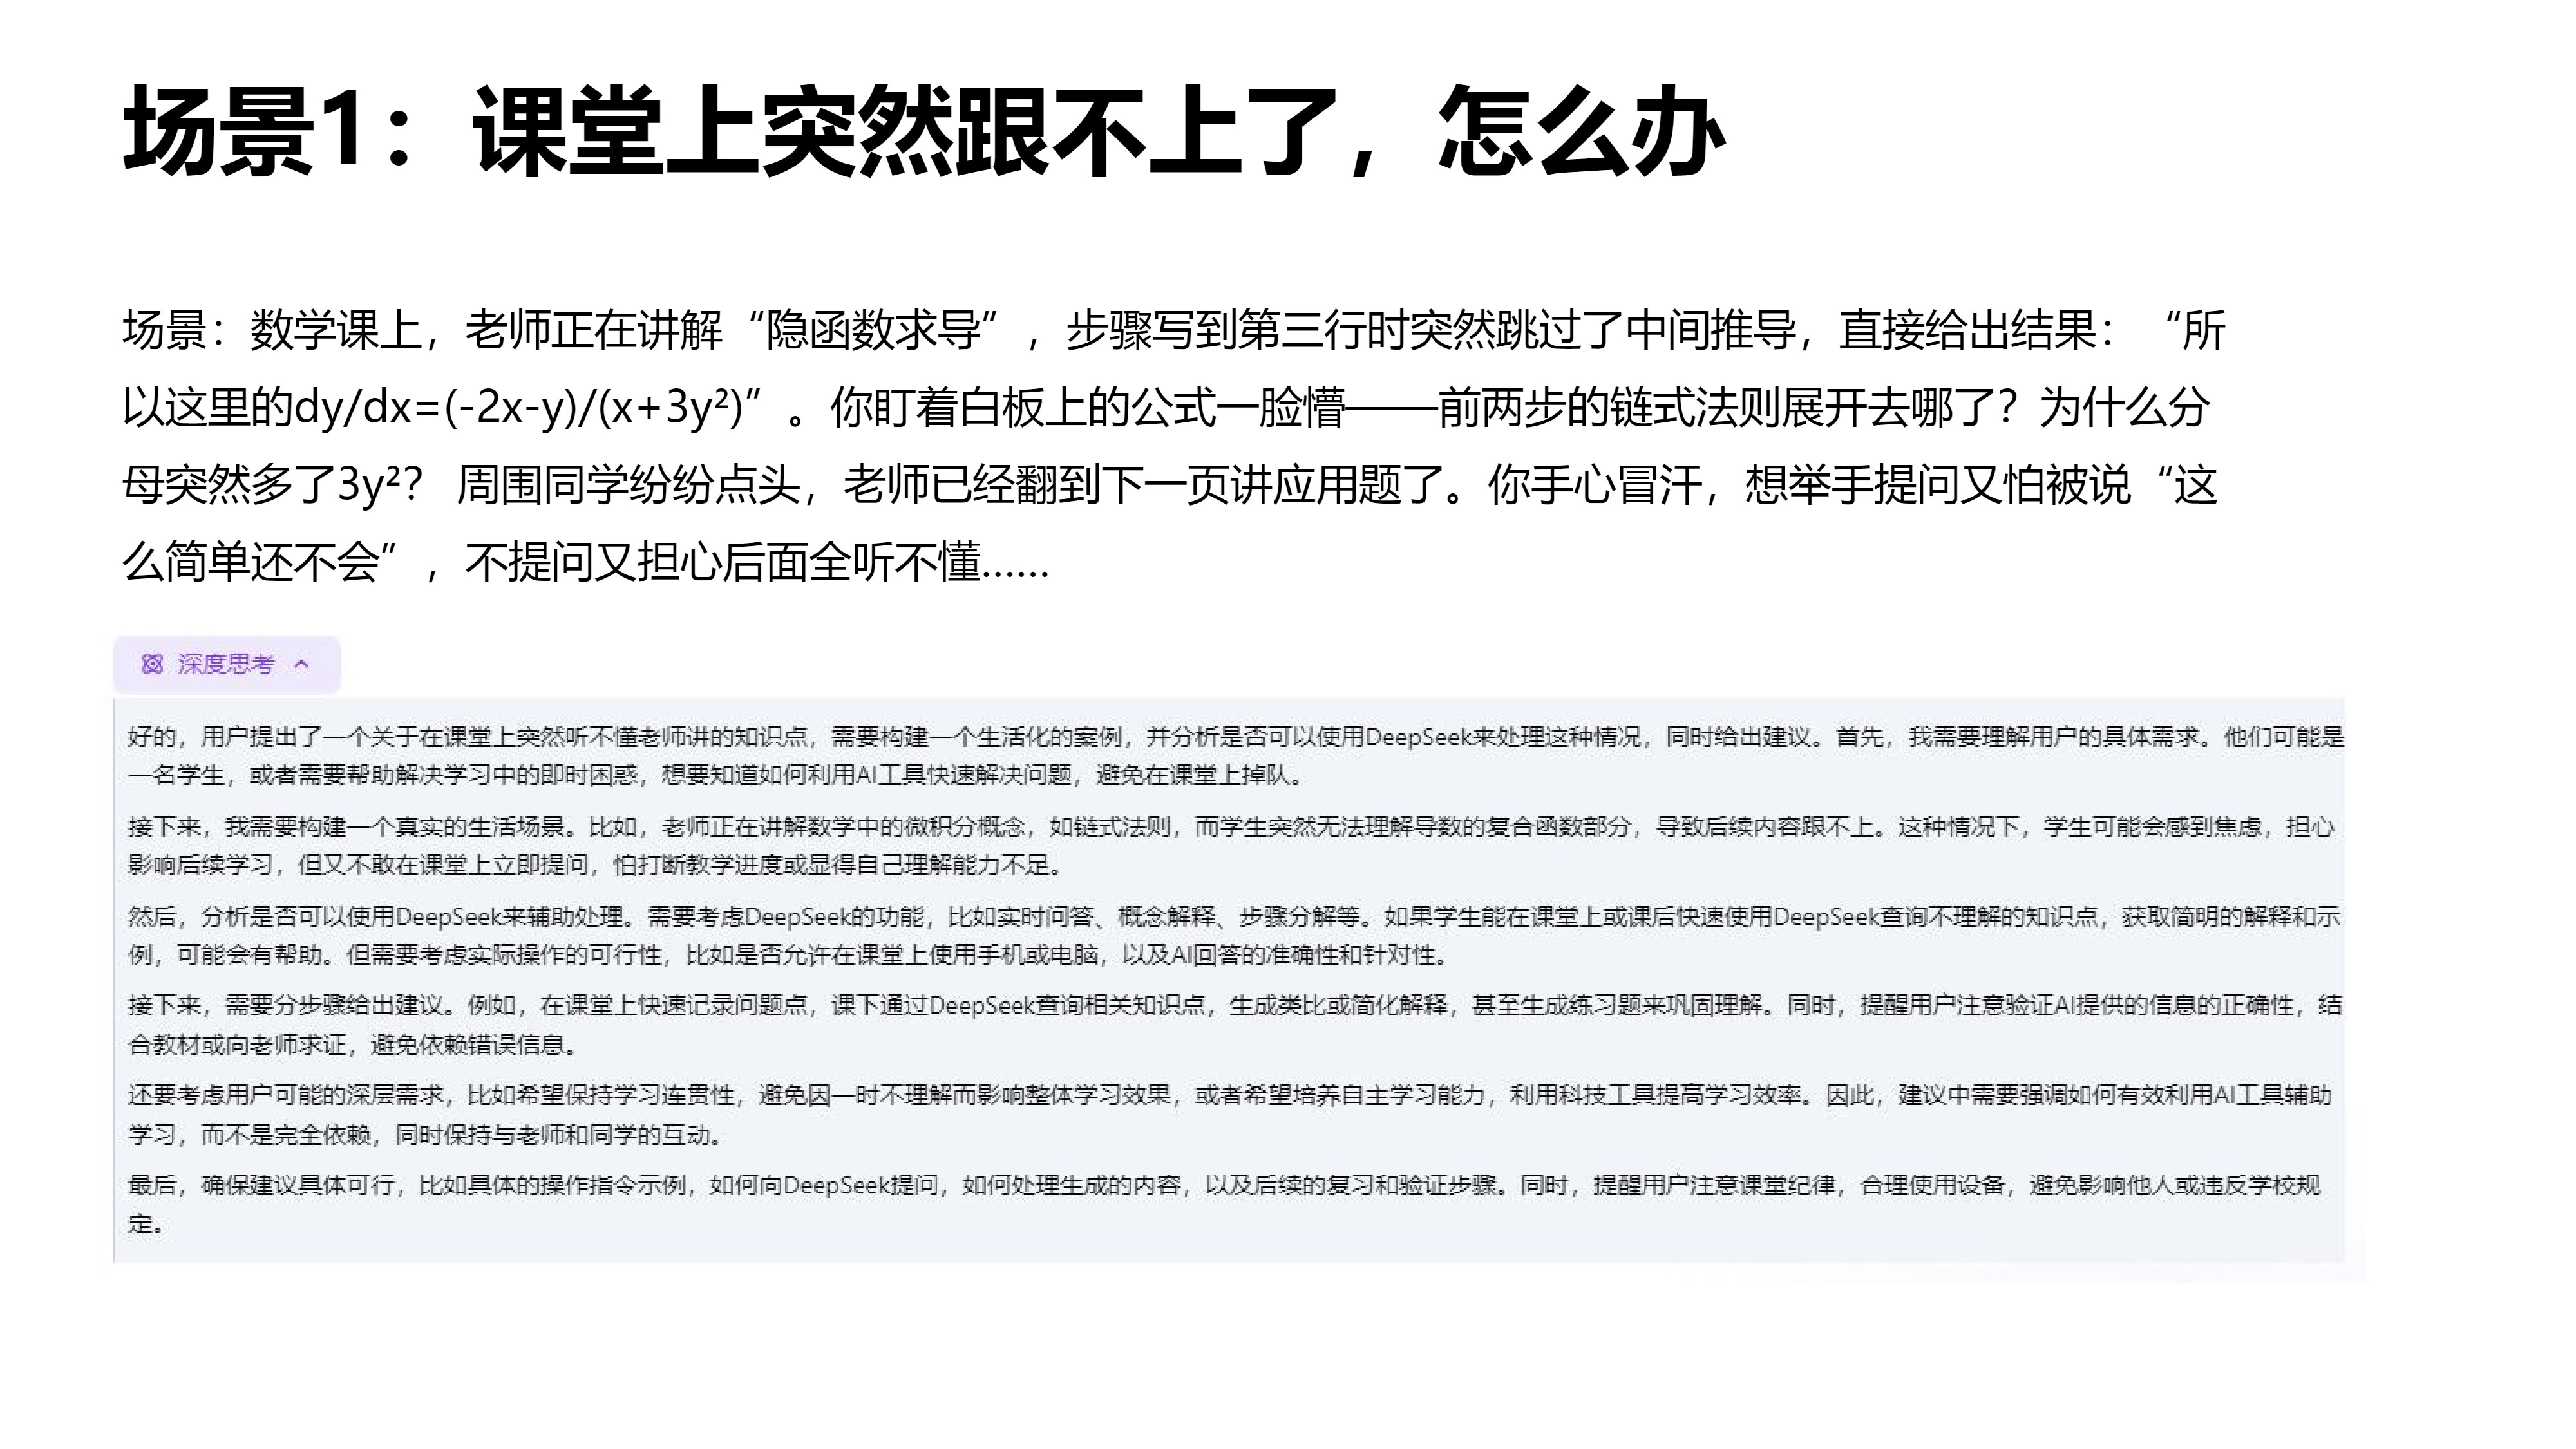 场景1：课堂上突然跟不上了，怎么办
场景：数学课上，老师正在讲解“隐函数求导”，步骤写到第三行时突然跳过了中间推导，直接给出结果：“所
以这里的dy/dx=(-2x-y)/(x+3y²)”。你盯着白板上的公式一脸懵——前两步的链式法则展开去哪了？为什么分
母突然多了3y²？ 周围同学纷纷点头，老师已经翻到下一页讲应用题了。你手心冒汗，想举手提问又怕被说“这
么简单还不会”，不提问又担心后面全听不懂……
深度思考
好的，用户提出了一个关于在课堂上突然听不懂老师讲的知识点，需要构建一个生活化的案例，并分析是否可以使用DeepSeek来处理这种情况，同时给出建议。首先，我需要理解用户的具体需求。他们可能是
一名学生，或者需要帮助解决学习中的即时困惑，想要知道如何利用AI工具快速解决问题，避免在课堂上掉队。
接下来，我需要构建一个真实的生活场景。比如，老师正在讲解数学中的微积分概念，如链式法则，而学生突然无法理解导数的复合函数部分，导致后续内容跟不上。这种情况下，学生可能会感到焦虑，担心
影响后续学习，但又不敢在课堂上立即提问，怕打断教学进度或显得自己理解能力不足。
然后，分析是否可以使用DeepSeek来辅助处理。需要考虑DeepSeek的功能，比如实时问答、概念解释、步骤分解等。如果学生能在课堂上或课后快速使用DeepSeek查询不理解的知识点，获取简明的解释和示
例，可能会有帮助。但需要考虑实际操作的可行性，比如是否允许在课堂上使用手机或电脑，以及AI回答的准确性和针对性。
接下来，需要分步骤给出建议。例如，在课堂上快速记录问题点，课下通过DeepSeek查询相关知识点，生成类比或简化解释，甚至生成练习题来巩固理解。同时，提醒用户注意验证AI提供的信息的正确性，结
合教材或向老师求证，避免依赖错误信息。
还要考虑用户可能的深层需求，比如希望保持学习连贯性，避免因一时不理解而影响整体学习效果，或者希望培养自主学习能力，利用科技工具提高学习效率。因此，建议中需要强调如何有效利用AI工具辅助
学习，而不是完全依赖，同时保持与老师和同学的互动。
最后，确保建议具体可行，比如具体的操作指令示例，如何向DeepSeek提问，如何处理生成的内容，以及后续的复习和验证步骤。同时，提醒用户注意课堂纪律，合理使用设备，避免影响他人或违反学校规
定。